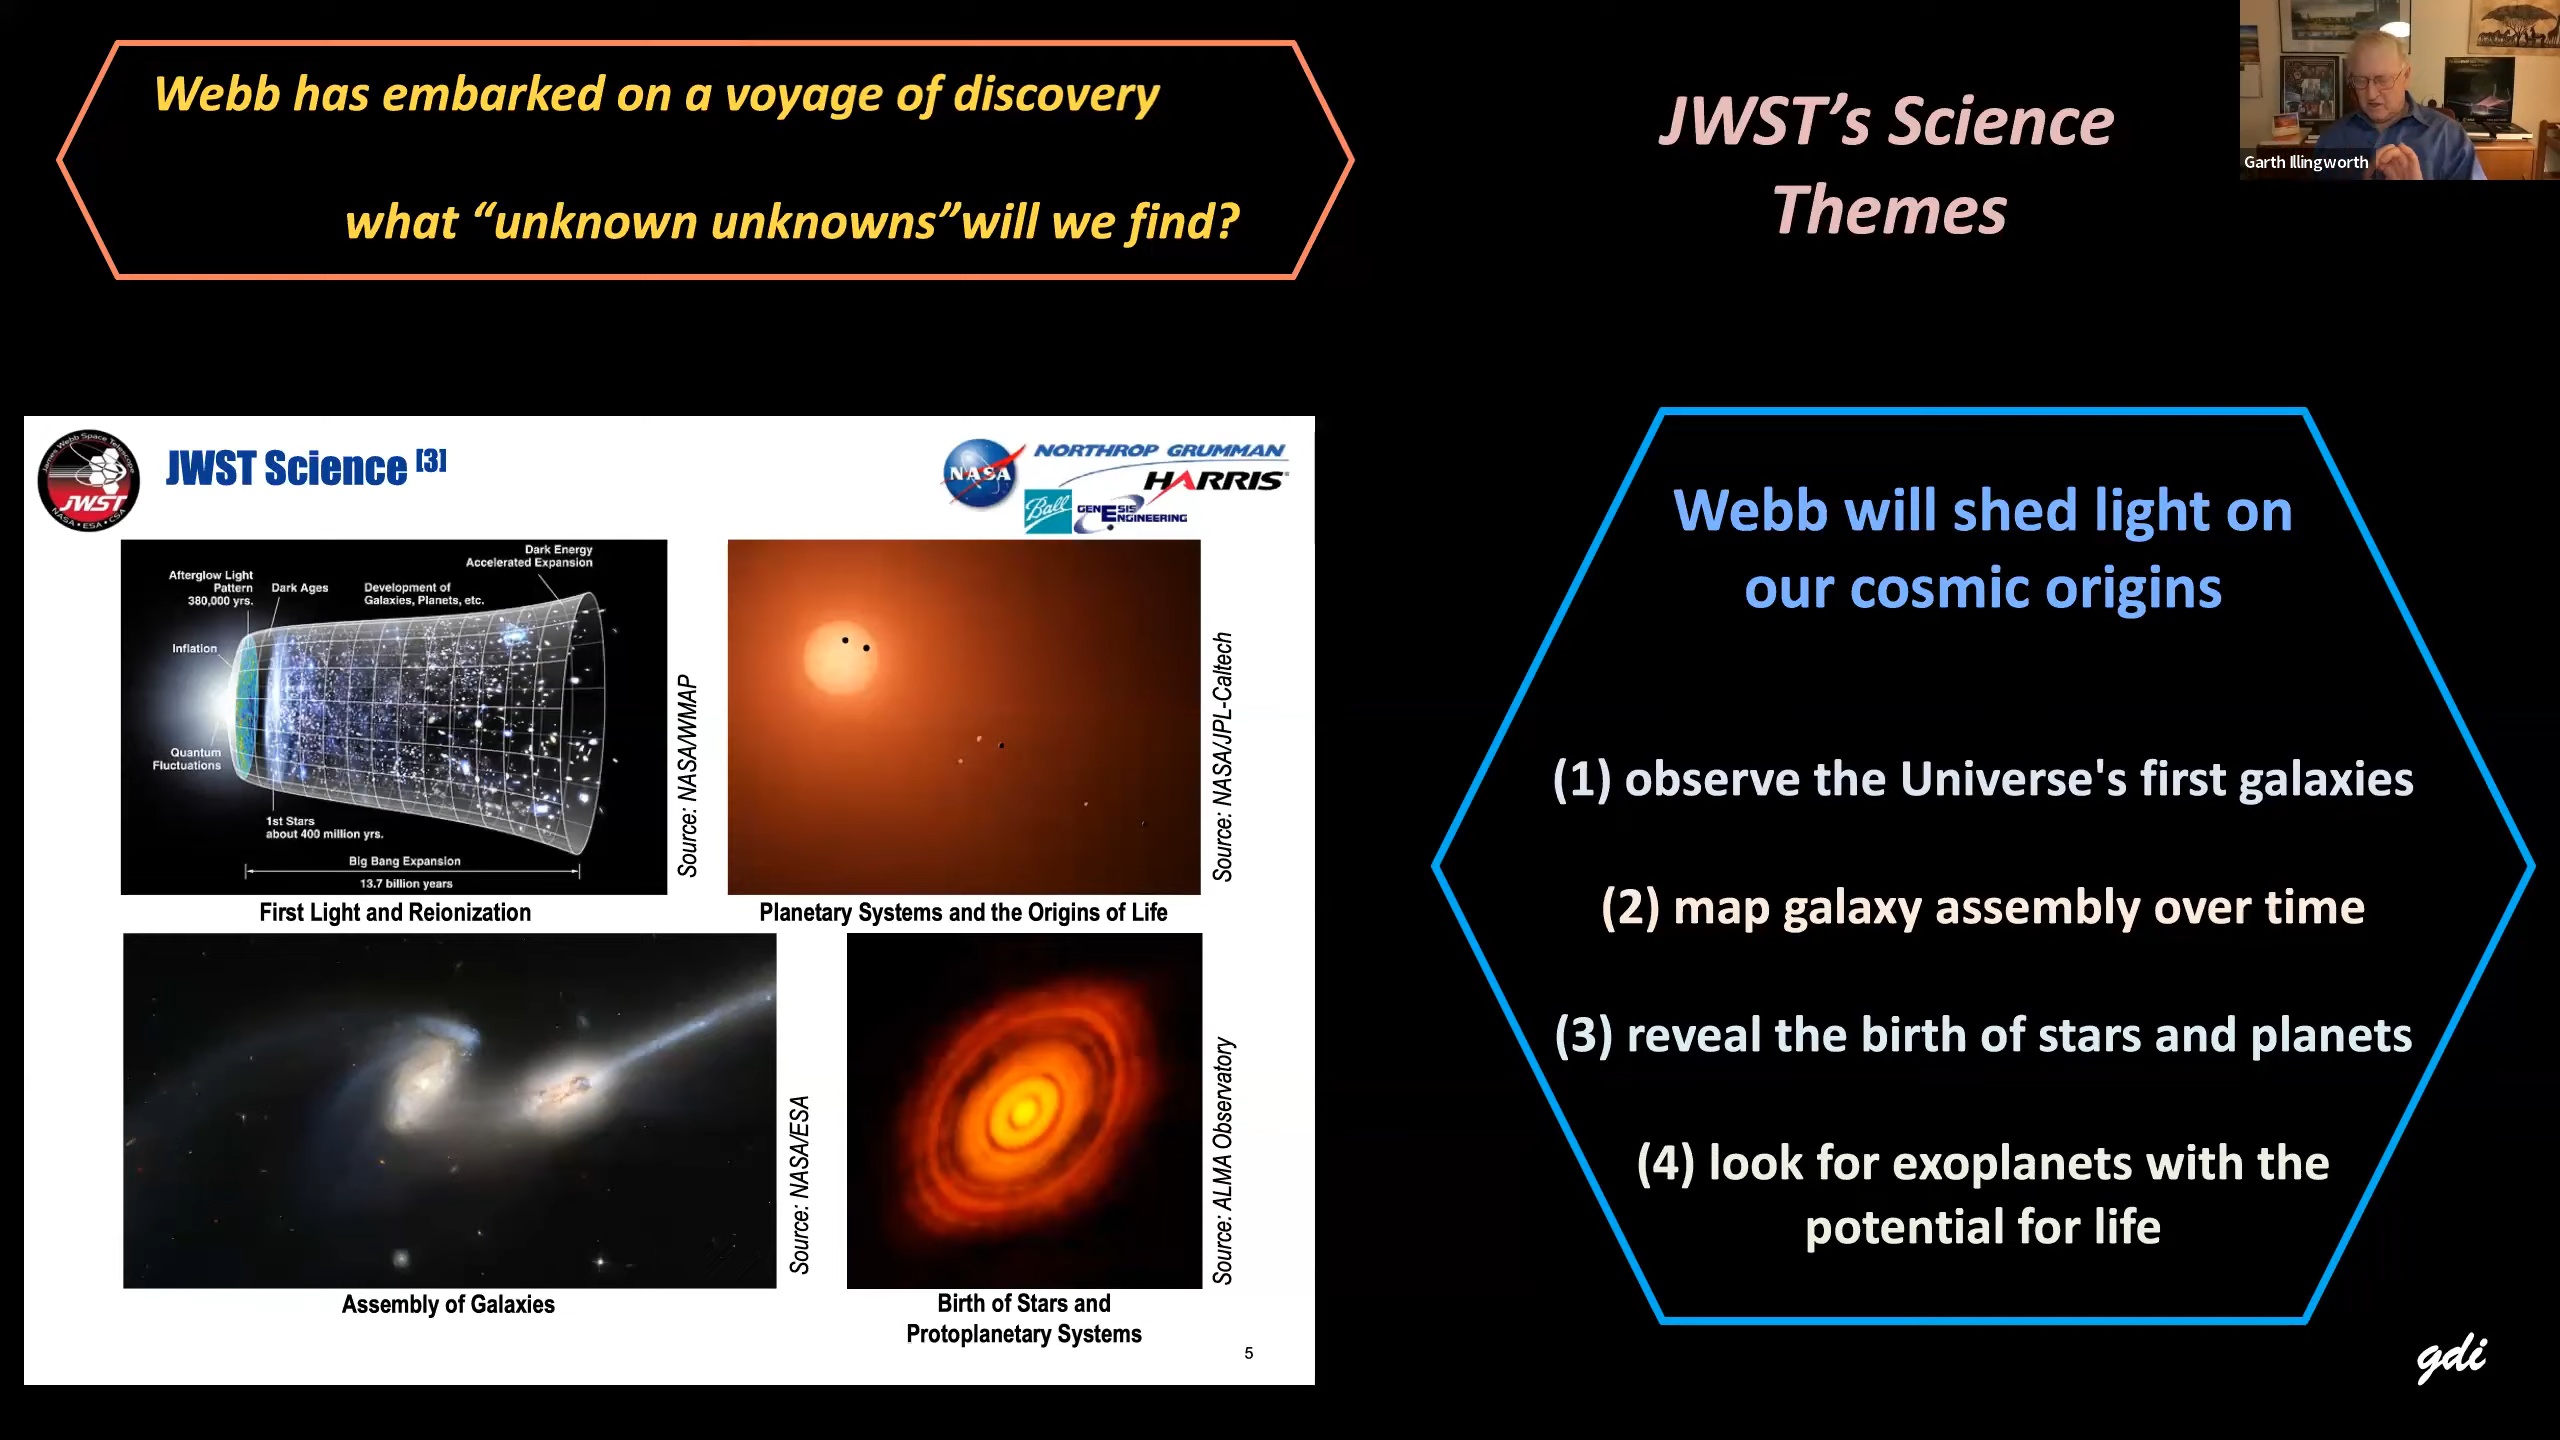 Webb has embarked on a voyage of discovery
what “unknown unknowns”will we find?
JWST’s Science
Themes
Garth Illingworth
James Webb Space Telescope
JWST
NASA • ESA • CSA
JWST Science [3]
NASA
NORTHROP GRUMMAN
HARRIS
Ball
GENESIS
ENGINEERING
Dark Energy
Accelerated Expansion
Afterglow Light
Pattern
380,000 yrs.
Dark Ages
Development of
Galaxies, Planets, etc.
Inflation
Quantum
Fluctuations
1st Stars
about 400 million yrs.
Big Bang Expansion
13.7 billion years
Source: NASA/WMAP
First Light and Reionization
Source: NASA/JPL-Caltech
Planetary Systems and the Origins of Life
Source: NASA/ESA
Assembly of Galaxies
Source: ALMA Observatory
Birth of Stars and
Protoplanetary Systems
5
Webb will shed light on
our cosmic origins
(1) observe the Universe's first galaxies
(2) map galaxy assembly over time
(3) reveal the birth of stars and planets
(4) look for exoplanets with the
potential for life
gdi